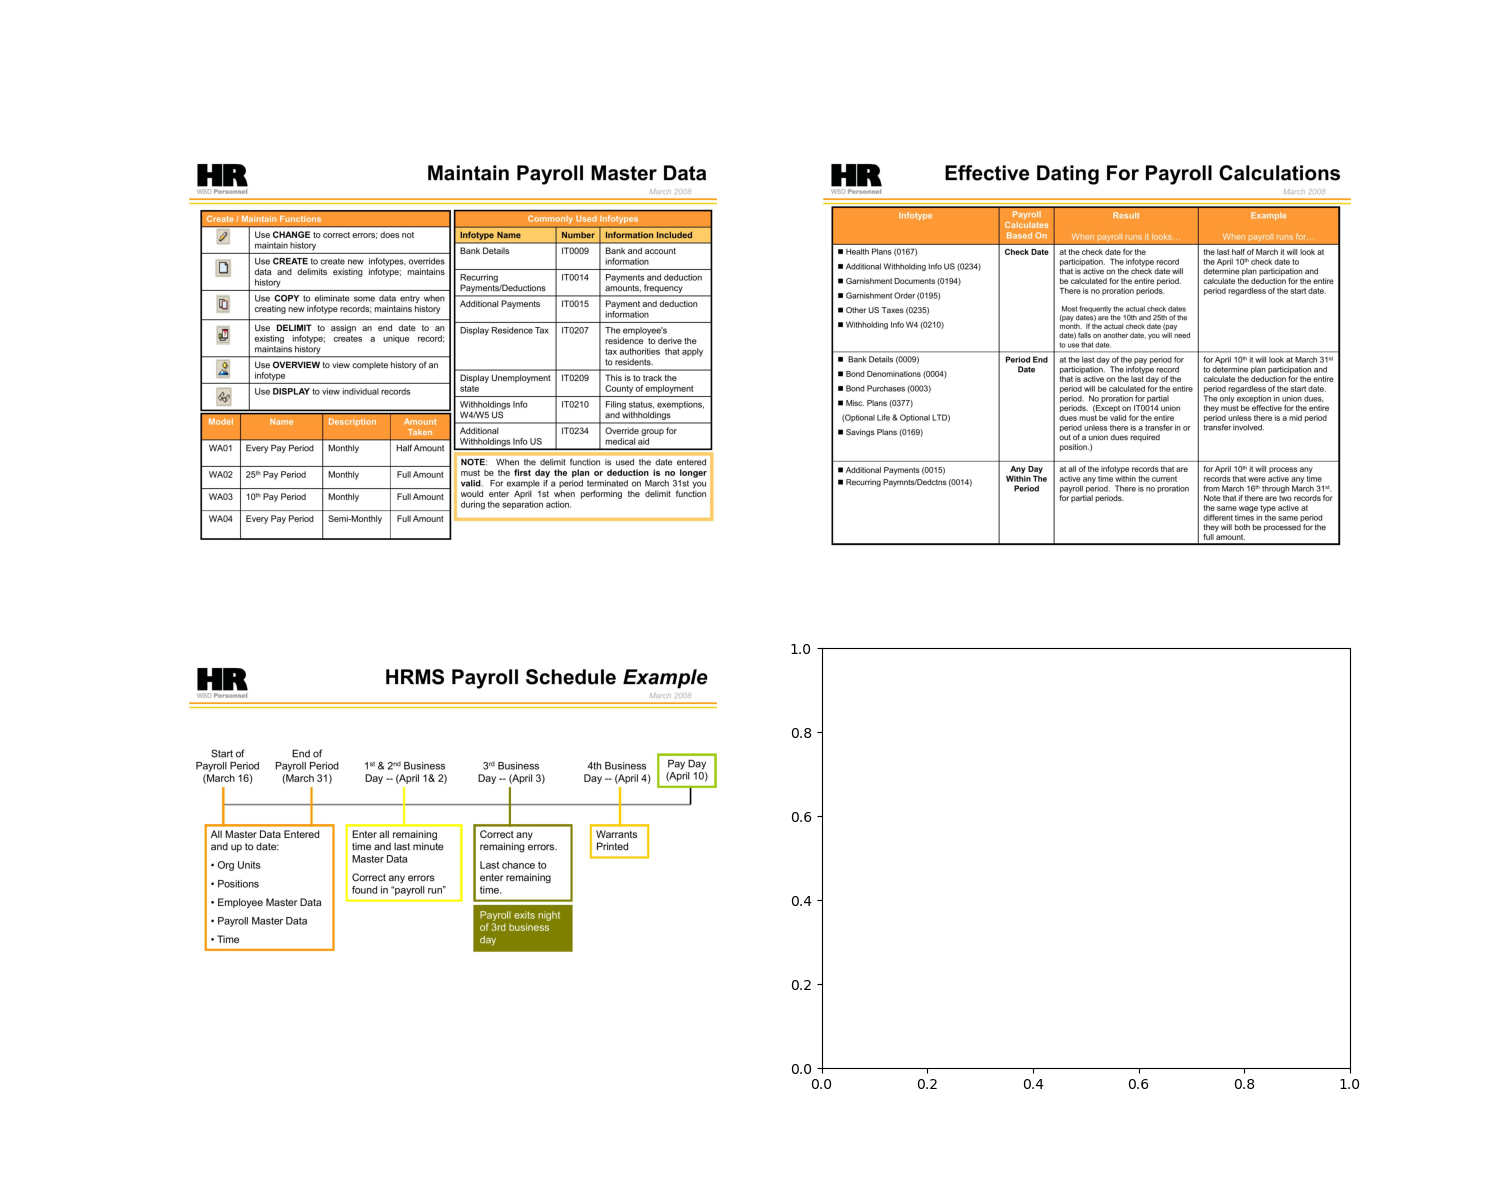 HR
WSD Personnel
Maintain Payroll Master Data
March 2008
Create / Maintain Functions
Use CHANGE to correct errors; does not
maintain history
Use CREATE to create new infotypes, overrides
data and delimits existing infotype; maintains
history
Use COPY to eliminate some data entry when
creating new infotype records; maintains history
Use DELIMIT to assign an end date to an
existing infotype; creates a unique record;
maintains history
Use OVERVIEW to view complete history of an
infotype
Use DISPLAY to view individual records
Model Name Description Amount
Taken
WA01 Every Pay Period Monthly Half Amount
WA02 25th Pay Period Monthly Full Amount
WA03 10th Pay Period Monthly Full Amount
WA04 Every Pay Period Semi-Monthly Full Amount
Commonly Used Infotypes
Infotype Name Number Information Included
Bank Details IT0009 Bank and account
information
Recurring IT0014 Payments and deduction
Payments/Deductions amounts, frequency
Additional Payments IT0015 Payment and deduction
information
Display Residence Tax IT0207 The employee's
residence to derive the
tax authorities that apply
to residents.
Display Unemployment IT0209 This is to track the
state County of employment
Withholdings Info IT0210 Filing status, exemptions,
W4/W5 US and withholdings
Additional IT0234 Override group for
Withholdings Info US medical aid
NOTE: When the delimit function is used the date entered
must be the first day the plan or deduction is no longer
valid. For example if a period terminated on March 31st you
would enter April 1st when performing the delimit function
during the separation action.
HR
WSD Personnel
Effective Dating For Payroll Calculations
March 2008
Infotype
Payroll
Calculates
Based On
Result
When payroll runs it looks…
Example
When payroll runs for…
■ Health Plans (0167)
■ Additional Withholding Info US (0234)
■ Garnishment Documents (0194)
■ Garnishment Order (0195)
■ Other US Taxes (0235)
■ Withholding Info W4 (0210)
Check Date
at the check date for the
participation. The infotype record
that is active on the check date will
be calculated for the entire period.
There is no proration periods.
Most frequently the actual check dates
(pay dates) are the 10th and 25th of the
month. If the actual check date (pay
date) falls on another date, you will need
to use that date.
the last half of March it will look at
the April 10th check date to
determine plan participation and
calculate the deduction for the entire
period regardless of the start date.
■ Bank Details (0009)
■ Bond Denominations (0004)
■ Bond Purchases (0003)
■ Misc. Plans (0377)
(Optional Life & Optional LTD)
■ Savings Plans (0169)
Period End
Date
at the last day of the pay period for
participation. The infotype record
that is active on the last day of the
period will be calculated for the entire
period. No proration for partial
periods. (Except on IT0014 union
dues must be valid for the entire
period unless there is a transfer in or
out of a union dues required
position.)
for April 10th it will look at March 31st
to determine plan participation and
calculate the deduction for the entire
period regardless of the start date.
The only exception in union dues,
they must be effective for the entire
period unless there is a mid period
transfer involved.
■ Additional Payments (0015)
■ Recurring Paymnts/Dedctns (0014)
Any Day
Within The
Period
at all of the infotype records that are
active any time within the current
payroll period. There is no proration
for partial periods.
for April 10th it will process any
records that were active any time
from March 16th through March 31st.
Note that if there are two records for
the same wage type active at
different times in the same period
they will both be processed for the
full amount.
HR
WSD Personnel
HRMS Payroll Schedule Example
March 2008
Start of
Payroll Period
(March 16)
End of
Payroll Period
(March 31)
1st & 2nd Business
Day -- (April 1& 2)
3rd Business
Day -- (April 3)
4th Business
Day -- (April 4)
Pay Day
(April 10)
All Master Data Entered
and up to date:
• Org Units
• Positions
• Employee Master Data
• Payroll Master Data
• Time
Enter all remaining
time and last minute
Master Data
Correct any errors
found in “payroll run”
Correct any
remaining errors.
Last chance to
enter remaining
time.
Payroll exits night
of 3rd business
day
Warrants
Printed
1.0
0.8
0.6
0.4
0.2
0.0
0.0 0.2 0.4 0.6 0.8 1.0